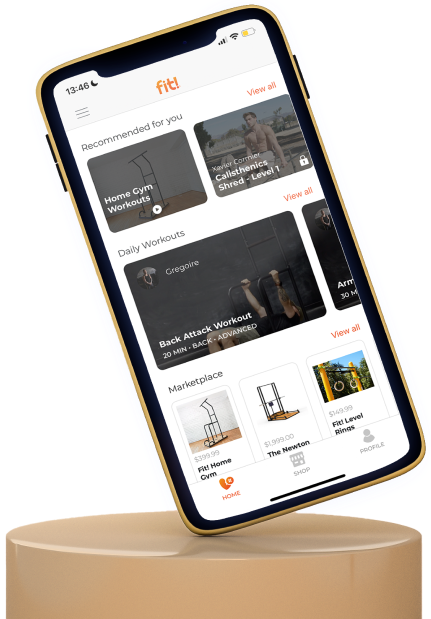 13:46
fit!
Recommended for you
View all
Home Gym
Workouts
Xavier Cormier
Calisthenics
Shred - Level 1
Daily Workouts
View all
Gregoire
Back Attack Workout
20 MIN • BACK • ADVANCED
Arm
30 M
Marketplace
View all
$399.99
Fit! Home
Gym
$1,999.00
The Newton
$149.99
Fit! Level
Rings
HOME
SHOP
PROFILE